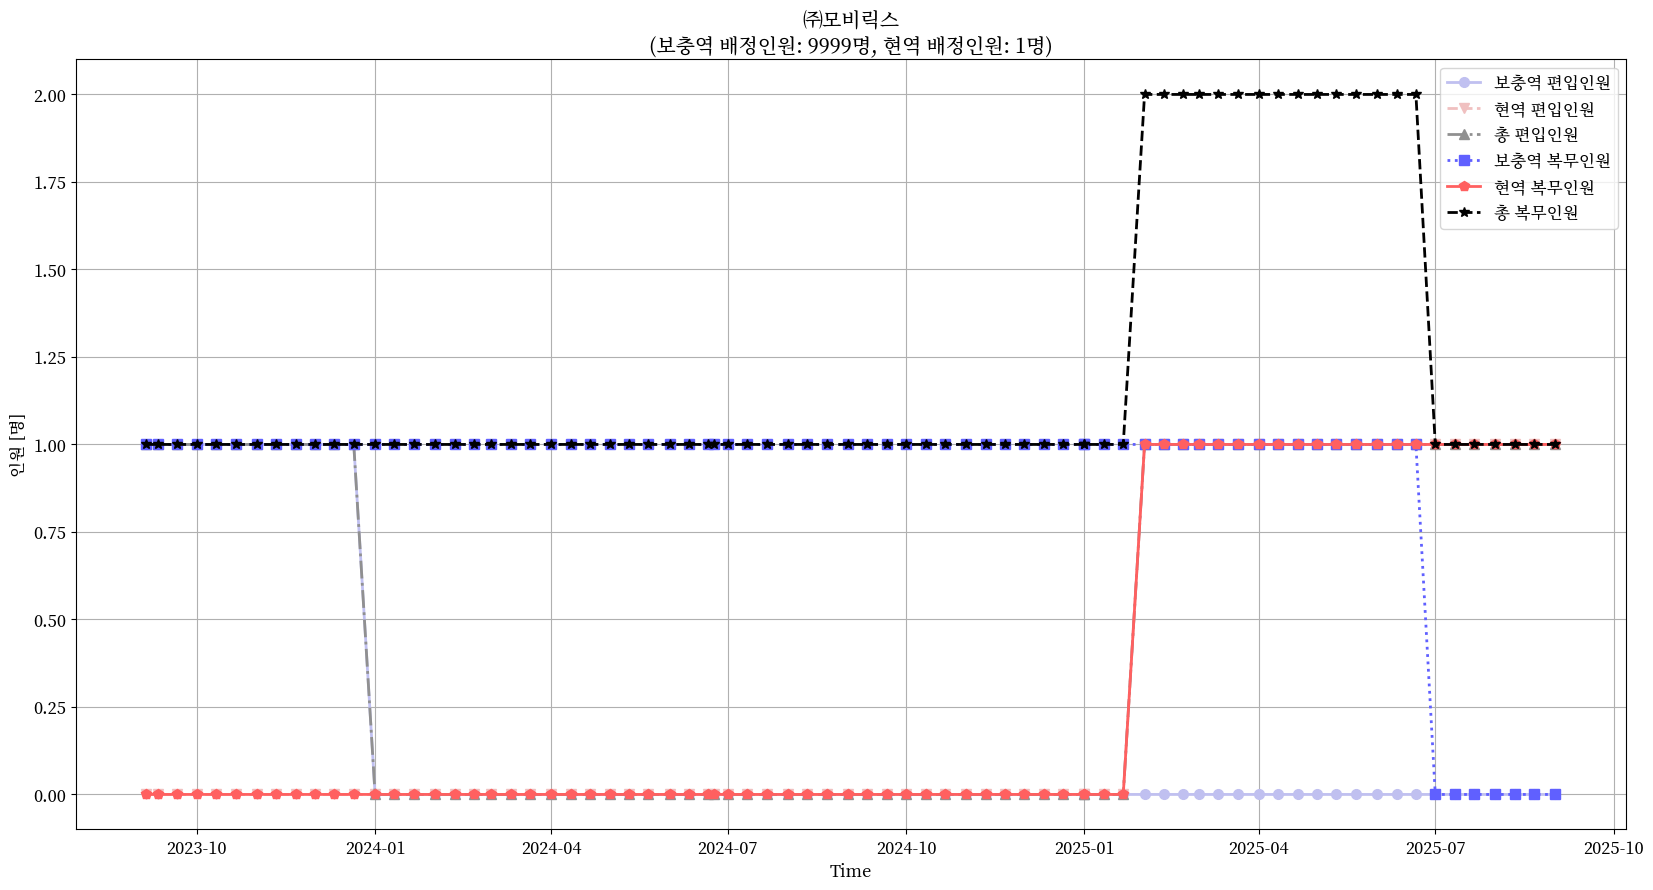 ㈜모비릭스
(보충역 배정인원: 9999명, 현역 배정인원: 1명)
2.00
1.75
1.50
1.25
1.00
0.75
0.50
0.25
0.00
인원 [명]
보충역 편입인원
현역 편입인원
총 편입인원
보충역 복무인원
현역 복무인원
총 복무인원
2023-10
2024-01
2024-04
2024-07
2024-10
2025-01
2025-04
2025-07
2025-10
Time